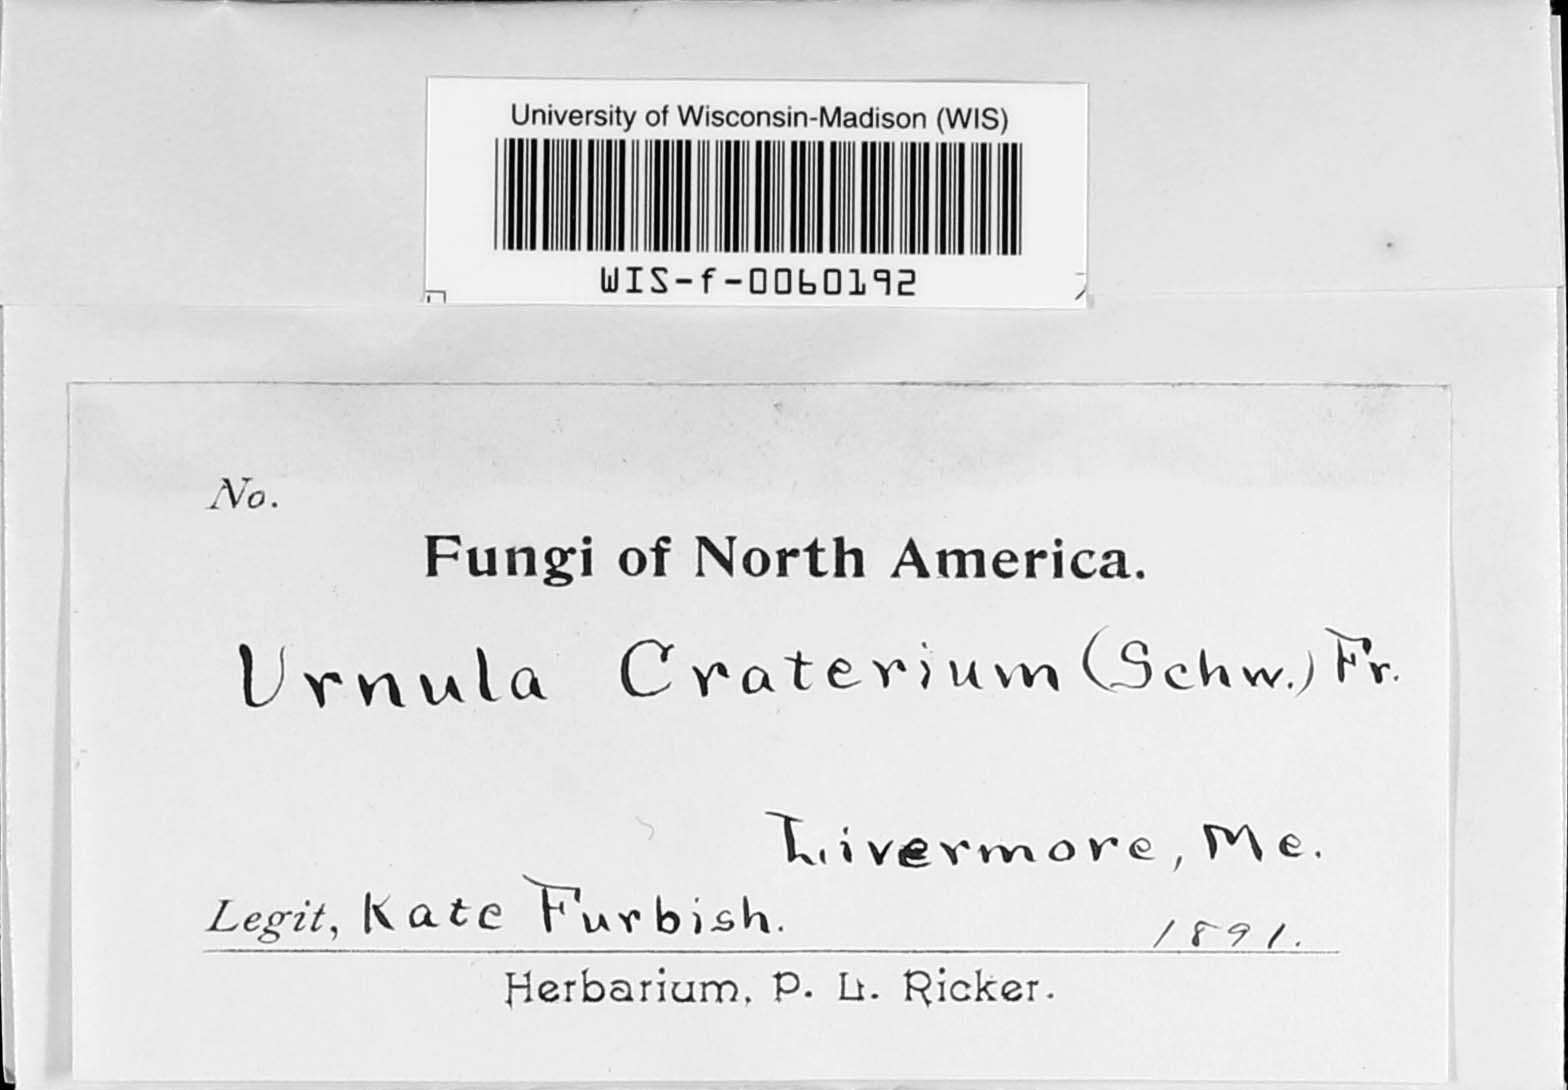 University of Wisconsin-Madison (WIS)
WIS-f-0060192
No.
Fungi of North America.
Urnula Craterium (Schw.) Fr.
Livermore, Me.
Legit, Kate Furbish. 1891.
Herbarium, P. L. Ricker.